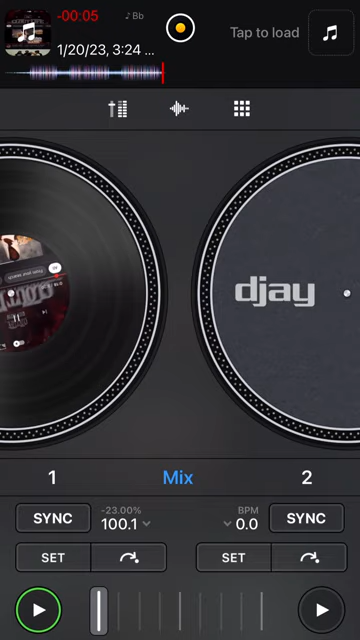 -00:05
♪ Bb
Tap to load
1/20/23, 3:24 ...
djay
1
Mix
2
SYNC
-23.00%
100.1
BPM
0.0
SYNC
SET
SET